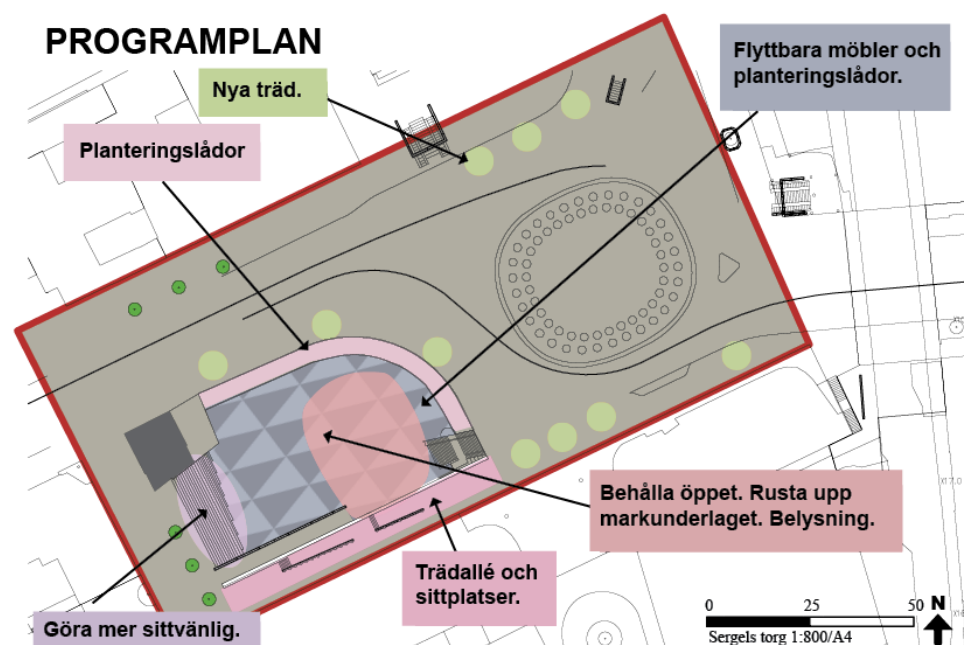 PROGRAMPLAN
Flyttbara möbler och
planteringslådor.
Nya träd.
Planteringslådor
Behålla öppet. Rusta upp
markunderlaget. Belysning.
Trädallé och
sittplatser.
Göra mer sittvänlig.
0 25 50 N
Sergels torg 1:800/A4